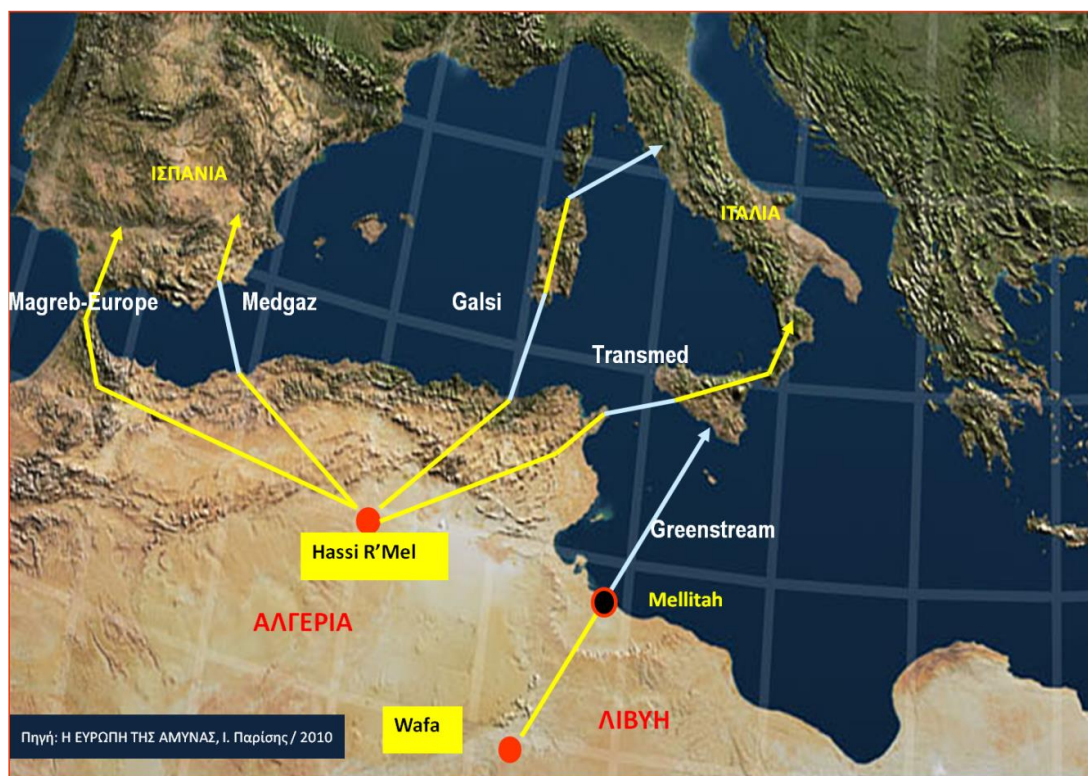 ΙΣΠΑΝΙΑ
ΙΤΑΛΙΑ
Magreb-Europe
Medgaz
Galsi
Transmed
Greenstream
Hassi R’Mel
Mellitah
ΑΛΓΕΡΙΑ
Wafa
ΛΙΒΥΗ
Πηγή: Η ΕΥΡΩΠΗ ΤΗΣ ΑΜΥΝΑΣ, Ι. Παρίσης / 2010